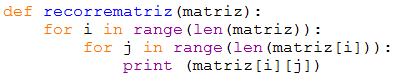 def recorrematriz(matriz):
    for i in range(len(matriz)):
        for j in range(len(matriz[i])):
            print (matriz[i][j])